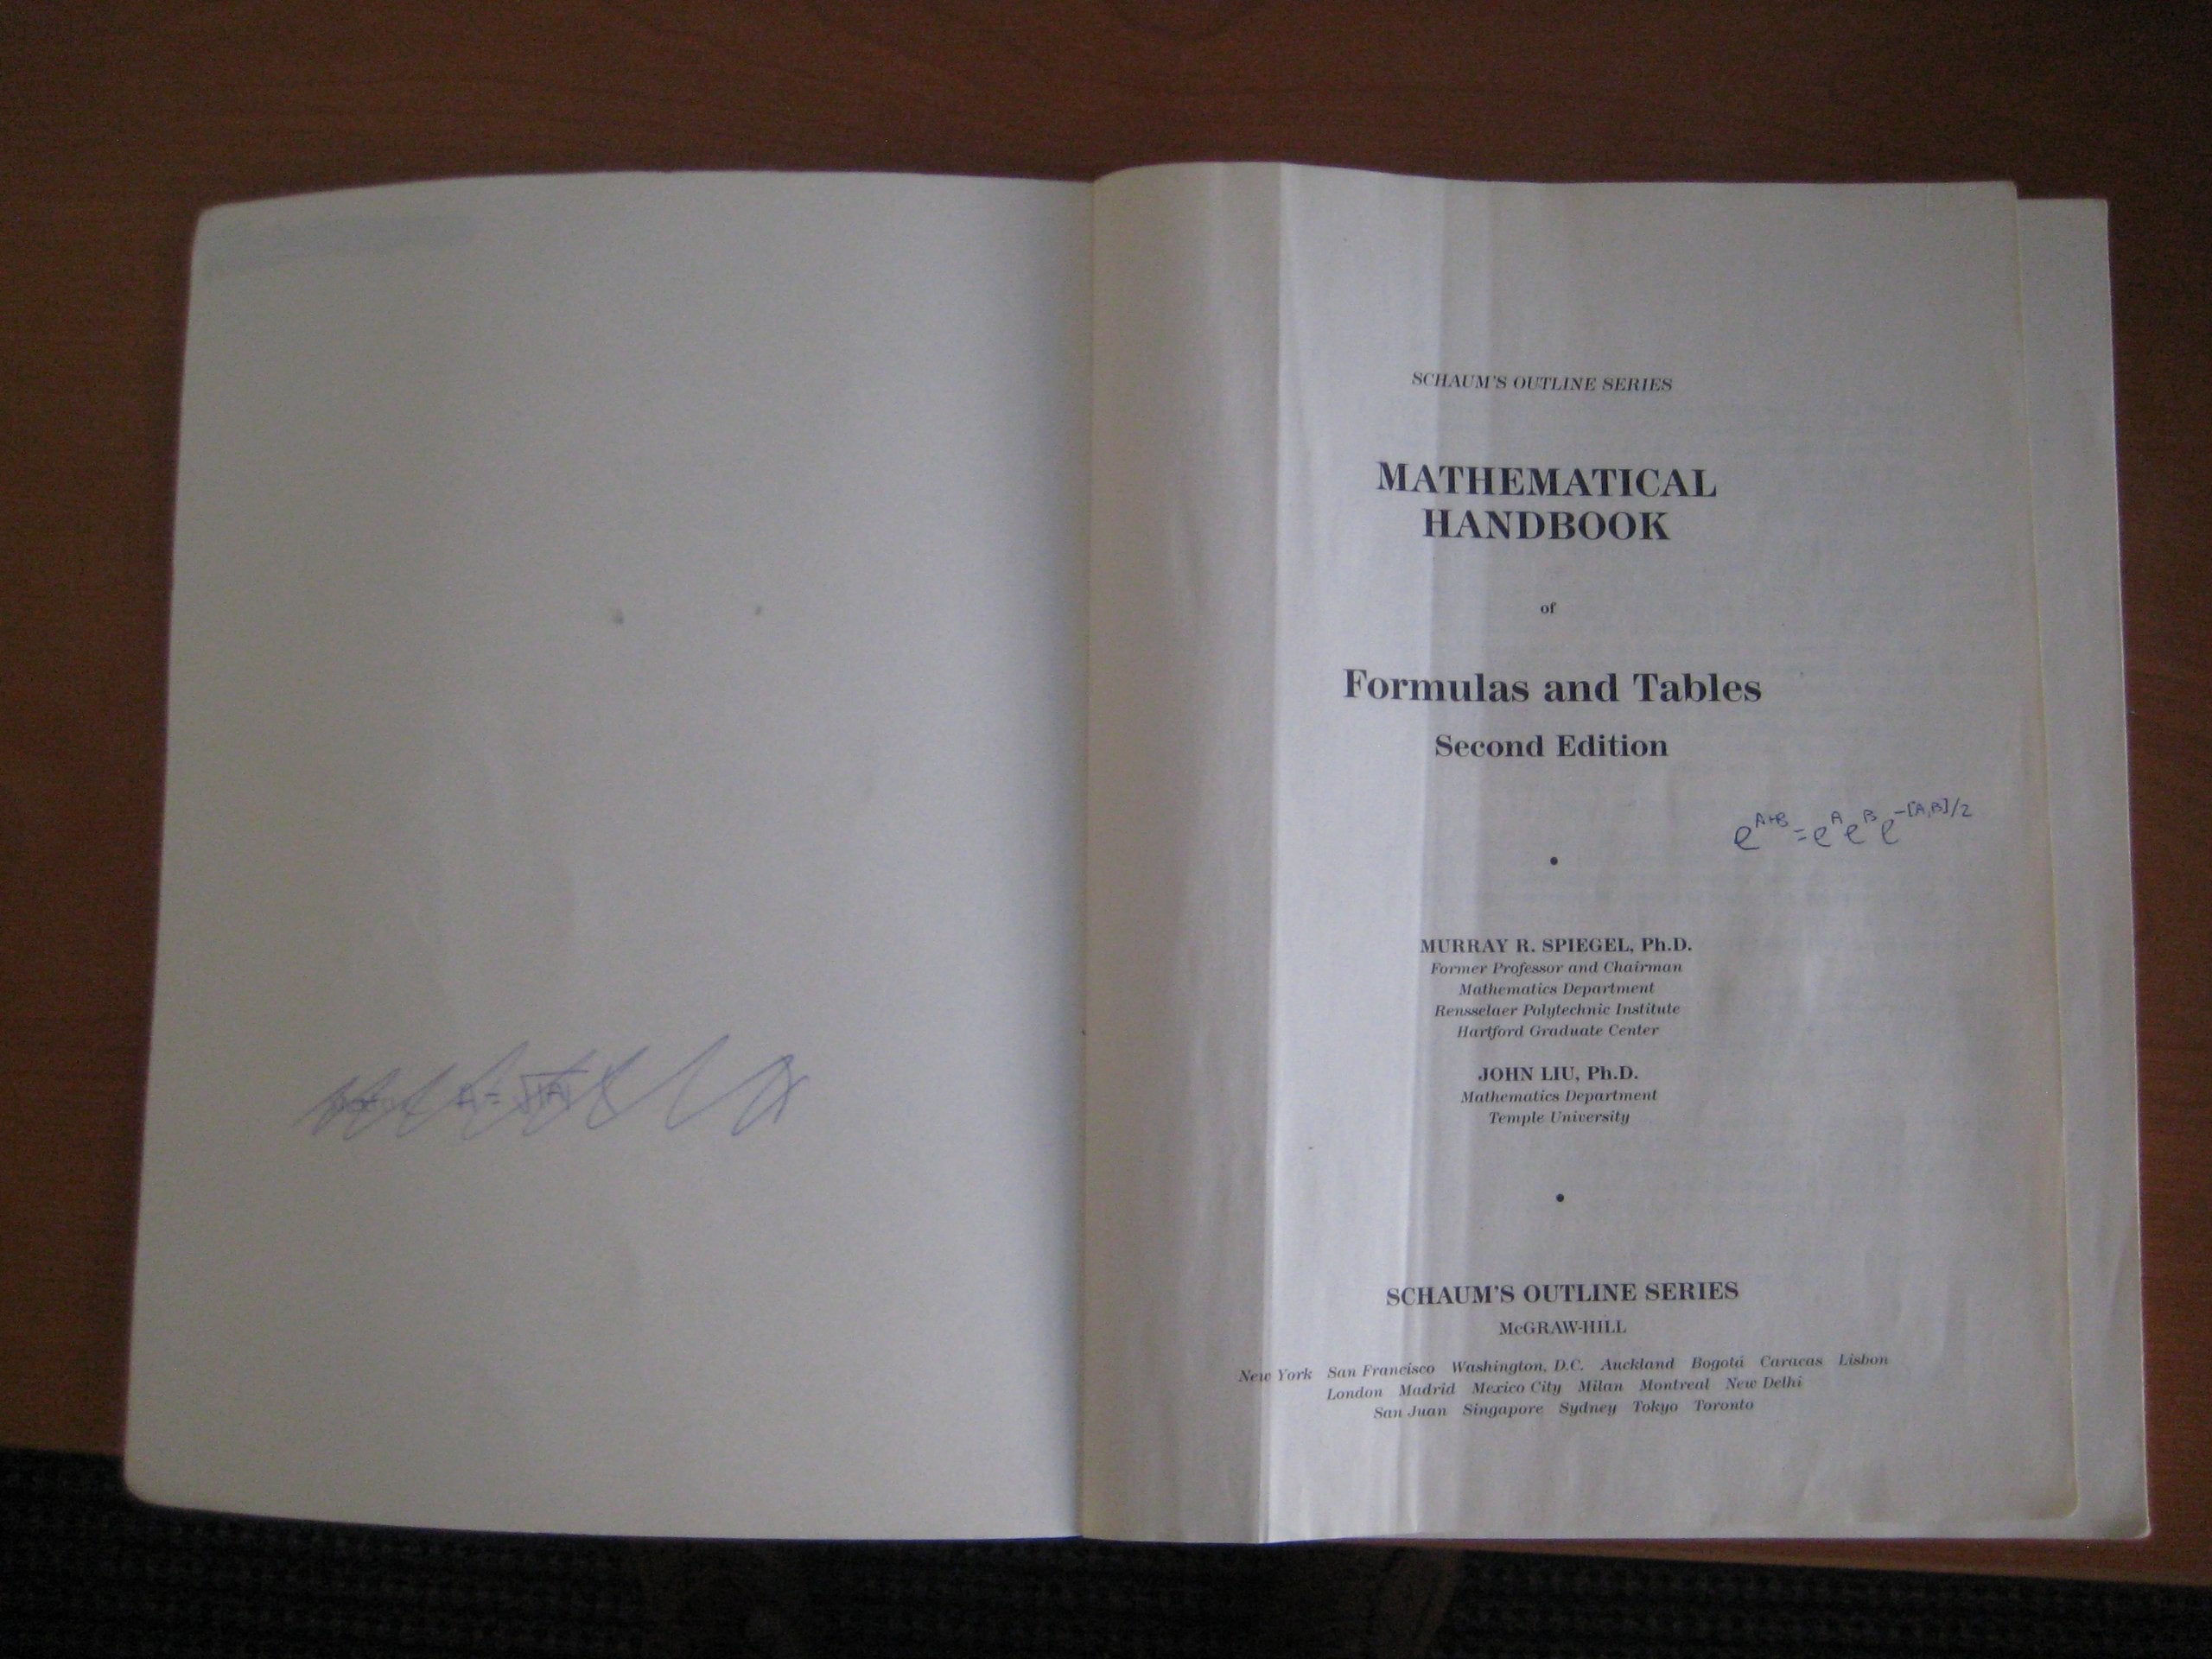 SCHAUM'S OUTLINE SERIES
MATHEMATICAL
HANDBOOK
of
Formulas and Tables
Second Edition
e^{A+B} = e^A e^B e^{-[A,B]/2}
•
MURRAY R. SPIEGEL, Ph.D.
Former Professor and Chairman
Mathematics Department
Rensselaer Polytechnic Institute
Hartford Graduate Center
JOHN LIU, Ph.D.
Mathematics Department
Temple University
•
SCHAUM'S OUTLINE SERIES
McGRAW-HILL
New York San Francisco Washington, D.C. Auckland Bogotá Caracas Lisbon
London Madrid Mexico City Milan Montreal New Delhi
San Juan Singapore Sydney Tokyo Toronto